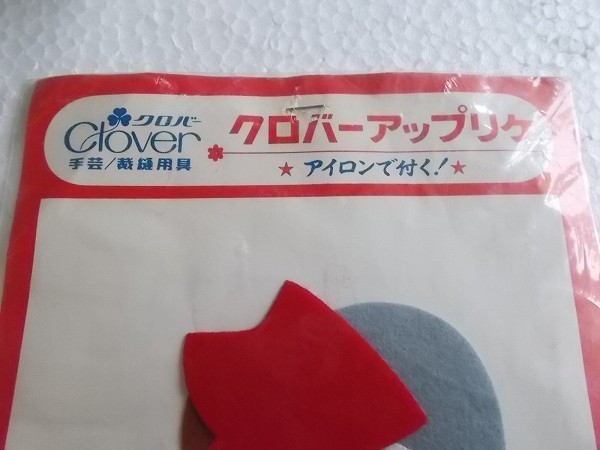 クロバー
Clover
手芸/裁縫用具
クロバーアップリケ
★ アイロンで付く! ★